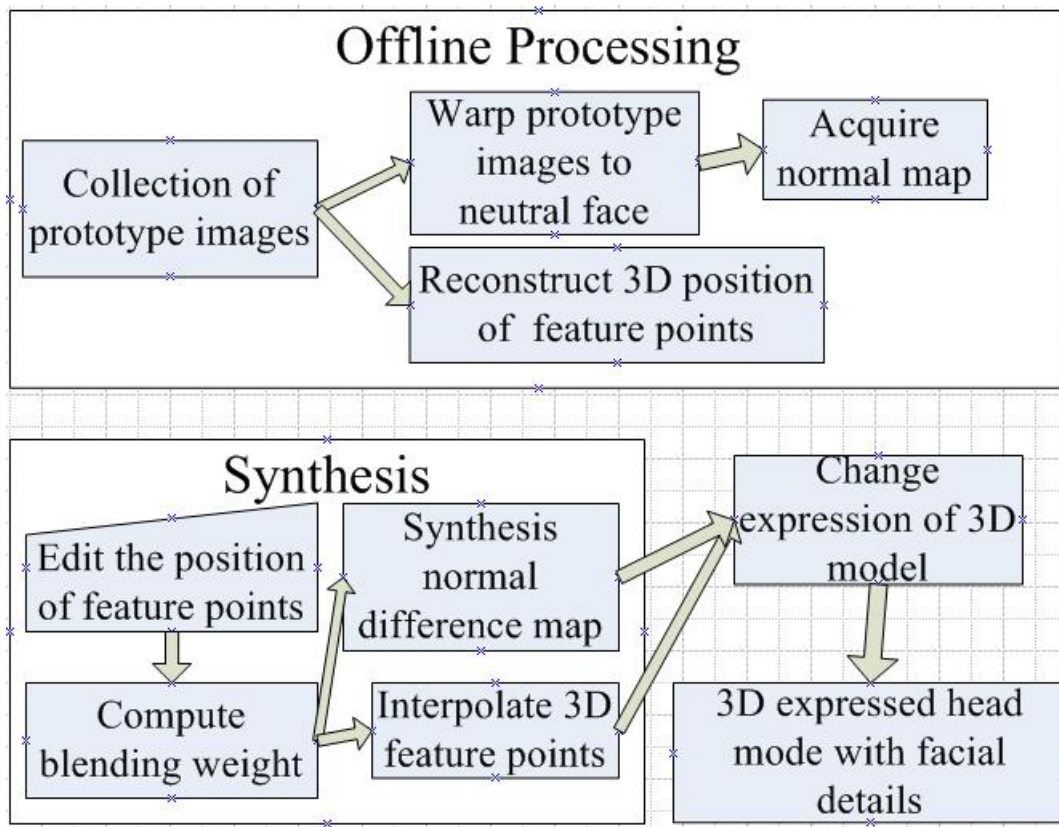 Offline Processing
Collection of
prototype images
Warp prototype
images to
neutral face
Acquire
normal map
Reconstruct 3D position
of feature points
Synthesis
Edit the position
of feature points
Compute
blending weight
Synthesis
normal
difference map
Interpolate 3D
feature points
Change
expression of 3D
model
3D expressed head
mode with facial
details